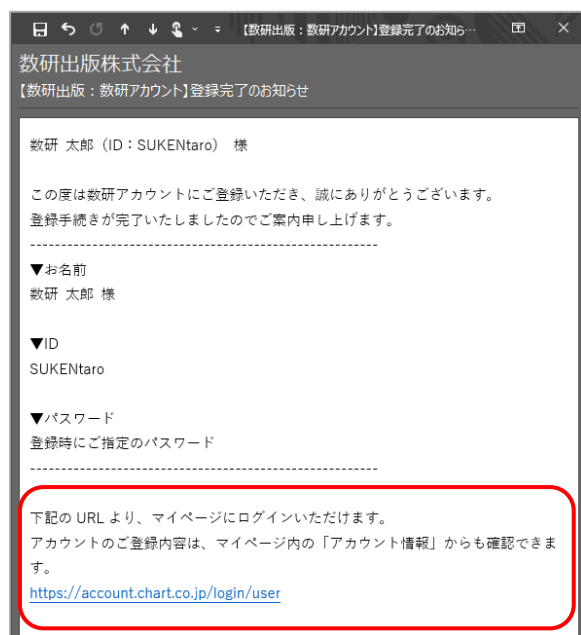 【数研出版：数研アカウント】登録完了のお知ら…
数研出版株式会社
【数研出版：数研アカウント】登録完了のお知らせ
数研 太郎（ID：SUKENtaro） 様
この度は数研アカウントにご登録いただき、誠にありがとうございます。
登録手続きが完了いたしましたのでご案内申し上げます。
--------------------------------------------------------
▼お名前
数研 太郎 様
▼ID
SUKENtaro
▼パスワード
登録時にご指定のパスワード
--------------------------------------------------------
下記の URL より、マイページにログインいただけます。
アカウントのご登録内容は、マイページ内の「アカウント情報」からも確認できま
す。
https://account.chart.co.jp/login/user